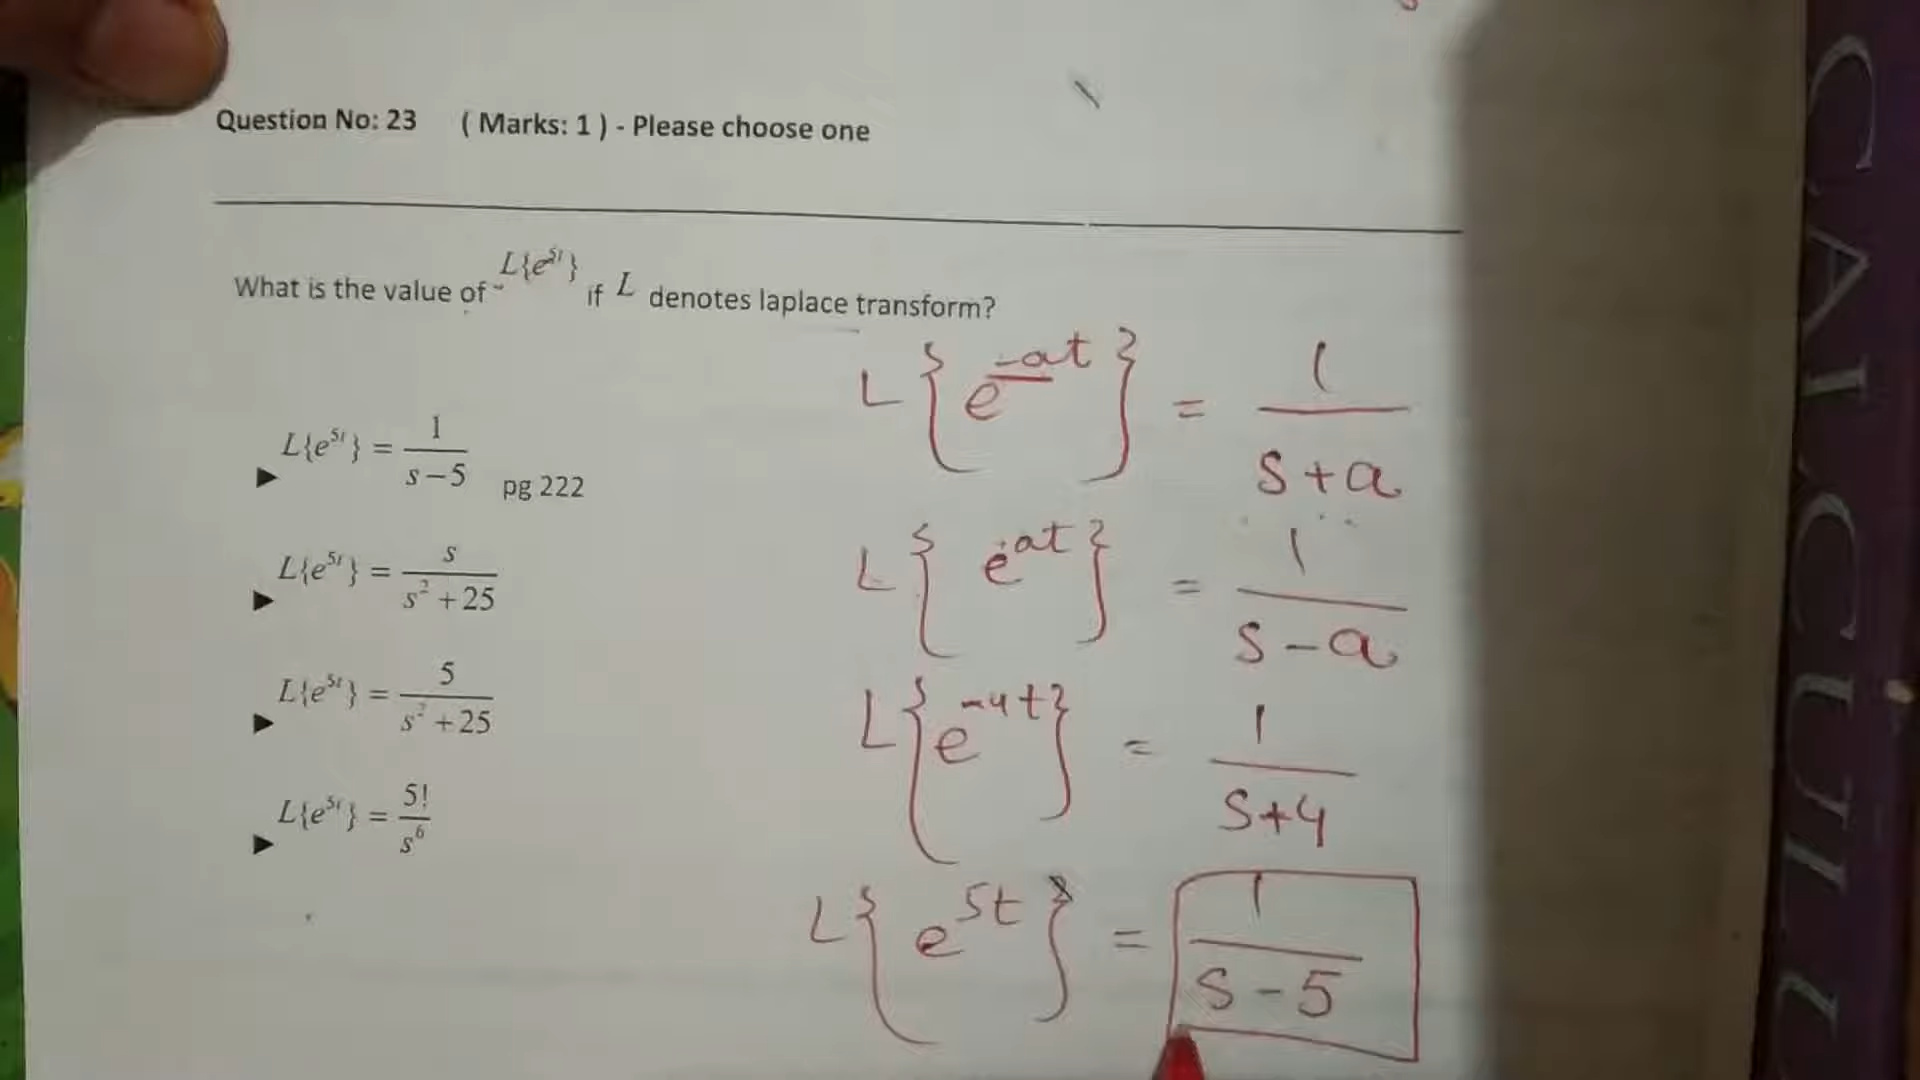 Question No: 23 ( Marks: 1 ) - Please choose one
What is the value of L{e^{5t}} if L denotes laplace transform?
L{e^{5t}} = 1/(s-5) pg 222
L{e^{5t}} = s/(s^2+25)
L{e^{5t}} = 5/(s^2+25)
L{e^{5t}} = 5!/s^6
L{e^{-at}} = 1/(s+a)
L{e^{at}} = 1/(s-a)
L{e^{-4t}} = 1/(s+4)
L{e^{5t}} = 1/(s-5)